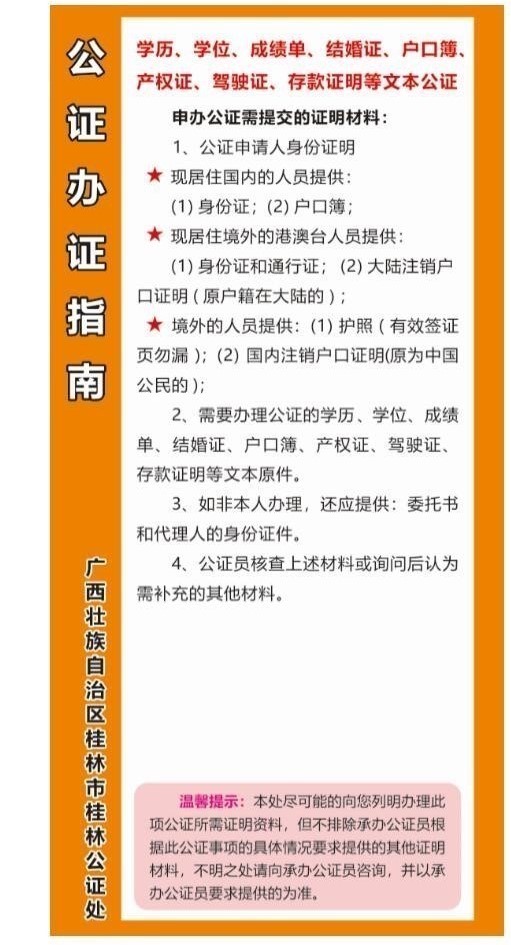 公证办证指南
广西壮族自治区桂林市桂林公证处
学历、学位、成绩单、结婚证、户口簿、
产权证、驾驶证、存款证明等文本公证
申办公证需提交的证明材料：
1、公证申请人身份证明
★ 现居住国内的人员提供：
(1) 身份证；(2) 户口簿；
★ 现居住境外的港澳台人员提供：
(1) 身份证和通行证；(2) 大陆注销户
口证明 ( 原户籍在大陆的 ) ；
★ 境外的人员提供：(1) 护照 ( 有效签证
页勿漏 )；(2) 国内注销户口证明(原为中国
公民的 )；
2、需要办理公证的学历、学位、成绩
单、结婚证、户口簿、产权证、驾驶证、
存款证明等文本原件。
3、如非本人办理，还应提供：委托书
和代理人的身份证件。
4、公证员核查上述材料或询问后认为
需补充的其他材料。
温馨提示：本处尽可能的向您列明办理此
项公证所需证明资料，但不排除承办公证员根
据此公证事项的具体情况要求提供的其他证明
材料，不明之处请向承办公证员咨询，并以承
办公证员要求提供的为准。